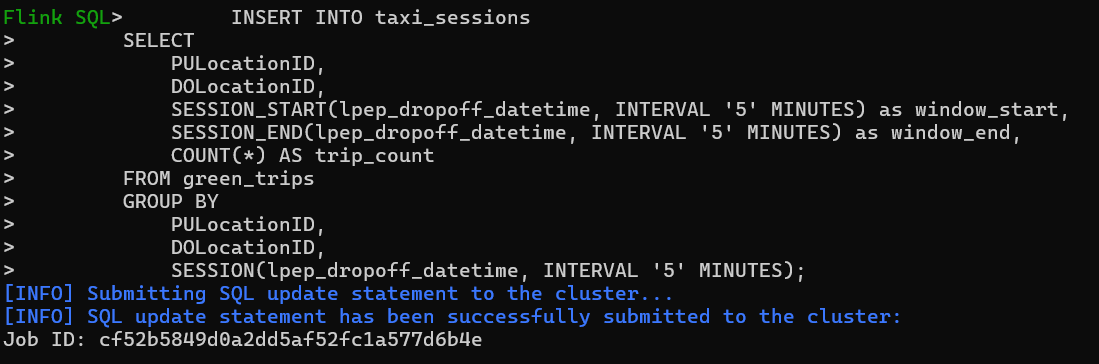 Flink SQL>         INSERT INTO taxi_sessions
>         SELECT
>             PULocationID,
>             DOLocationID,
>             SESSION_START(lpep_dropoff_datetime, INTERVAL '5' MINUTES) as window_start,
>             SESSION_END(lpep_dropoff_datetime, INTERVAL '5' MINUTES) as window_end,
>             COUNT(*) AS trip_count
>         FROM green_trips
>         GROUP BY
>             PULocationID,
>             DOLocationID,
>             SESSION(lpep_dropoff_datetime, INTERVAL '5' MINUTES);
[INFO] Submitting SQL update statement to the cluster...
[INFO] SQL update statement has been successfully submitted to the cluster:
Job ID: cf52b5849d0a2dd5af52fc1a577d6b4e